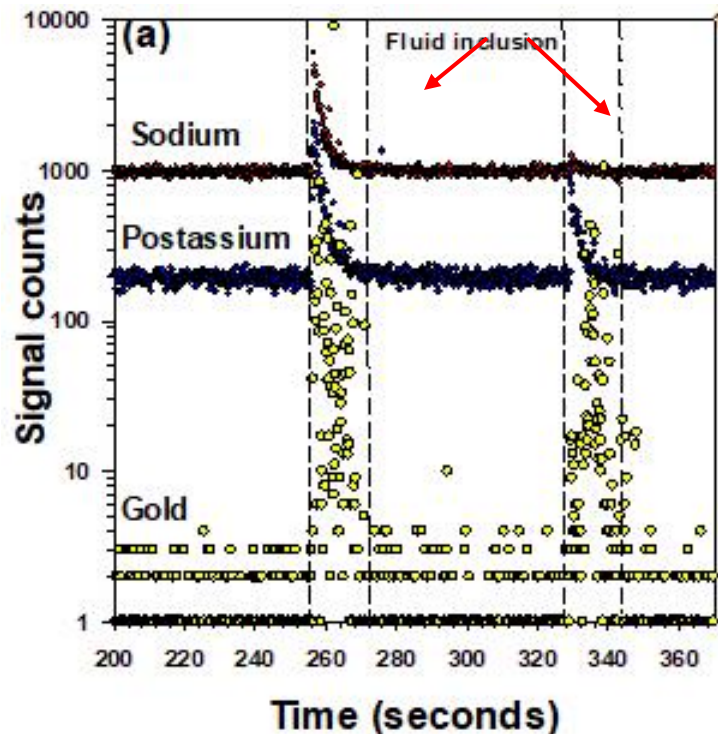 10000
(a)
Fluid inclusion
Sodium
1000
Postassium
100
Signal counts
10
Gold
1
200 220 240 260 280 300 320 340 360
Time (seconds)